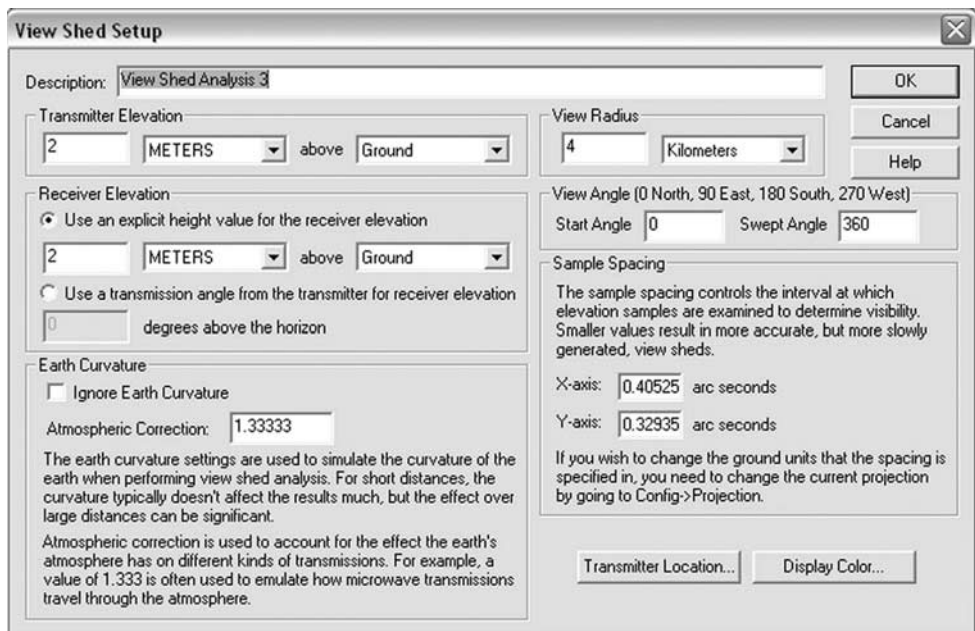 View Shed Setup
Description: View Shed Analysis 3
OK
Cancel
Help
Transmitter Elevation
2 METERS above Ground
View Radius
4 Kilometers
Receiver Elevation
Use an explicit height value for the receiver elevation
2 METERS above Ground
Use a transmission angle from the transmitter for receiver elevation
0 degrees above the horizon
View Angle (0 North, 90 East, 180 South, 270 West)
Start Angle 0 Swept Angle 360
Earth Curvature
Ignore Earth Curvature
Atmospheric Correction: 1.33333
The earth curvature settings are used to simulate the curvature of the
earth when performing view shed analysis. For short distances, the
curvature typically doesn't affect the results much, but the effect over
large distances can be significant.
Atmospheric correction is used to account for the effect the earth's
atmosphere has on different kinds of transmissions. For example, a
value of 1.333 is often used to emulate how microwave transmissions
travel through the atmosphere.
Sample Spacing
The sample spacing controls the interval at which
elevation samples are examined to determine visibility.
Smaller values result in more accurate, but more slowly
generated, view sheds.
X-axis: 0.40525 arc seconds
Y-axis: 0.32935 arc seconds
If you wish to change the ground units that the spacing is
specified in, you need to change the current projection
by going to Config->Projection.
Transmitter Location...
Display Color...